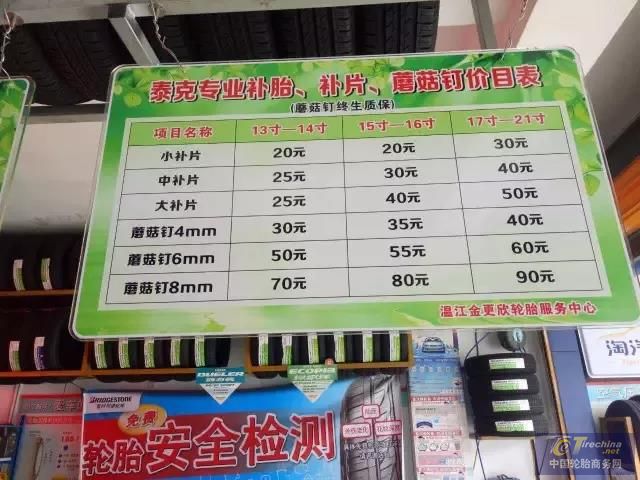 泰克专业补胎、补片、蘑菇钉价目表
(蘑菇钉终生质保)
项目名称 13寸—14寸 15寸—16寸 17寸—21寸
小补片 20元 20元 30元
中补片 25元 30元 40元
大补片 25元 40元 50元
蘑菇钉4mm 30元 35元 40元
蘑菇钉6mm 50元 55元 60元
蘑菇钉8mm 70元 80元 90元
温江金更欣轮胎服务中心
淘汽
DUELER
ECOPIA
BRIDGESTONE
免费
轮胎安全检测
Tirechina.net
中国轮胎商务网